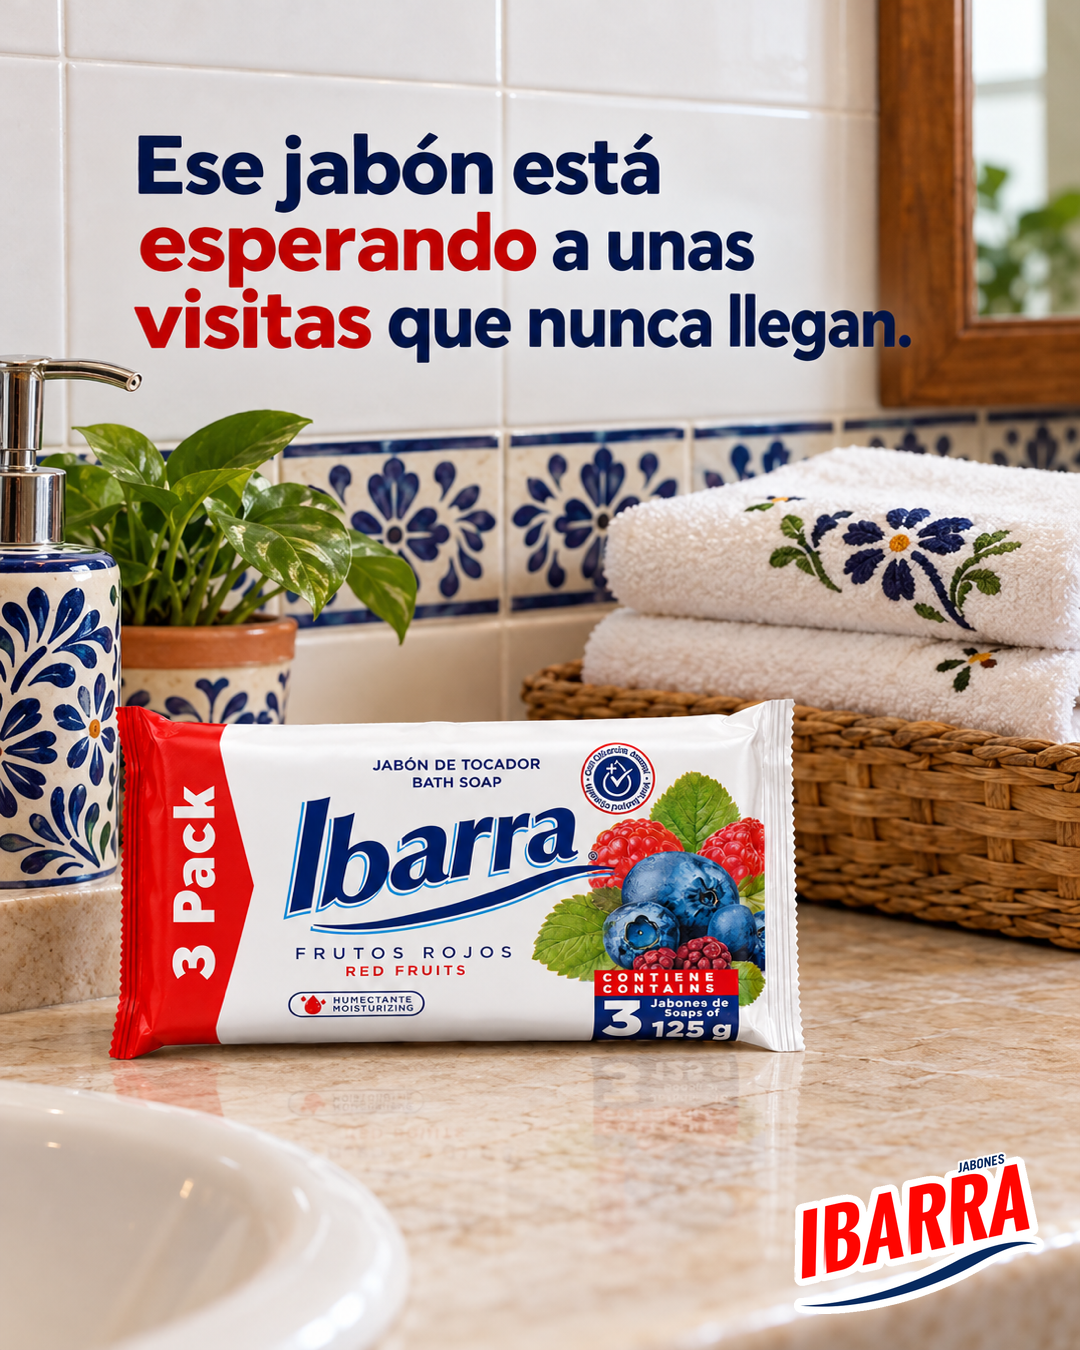 Ese jabón está
esperando a unas
visitas que nunca llegan.
3 Pack
JABÓN DE TOCADOR
BATH SOAP
Ibarra
FRUTOS ROJOS
RED FRUITS
HUMECTANTE
MOISTURIZING
CONTIENE
CONTAINS
3 Jabones de
Soaps of
125 g
JABONES
IBARRA